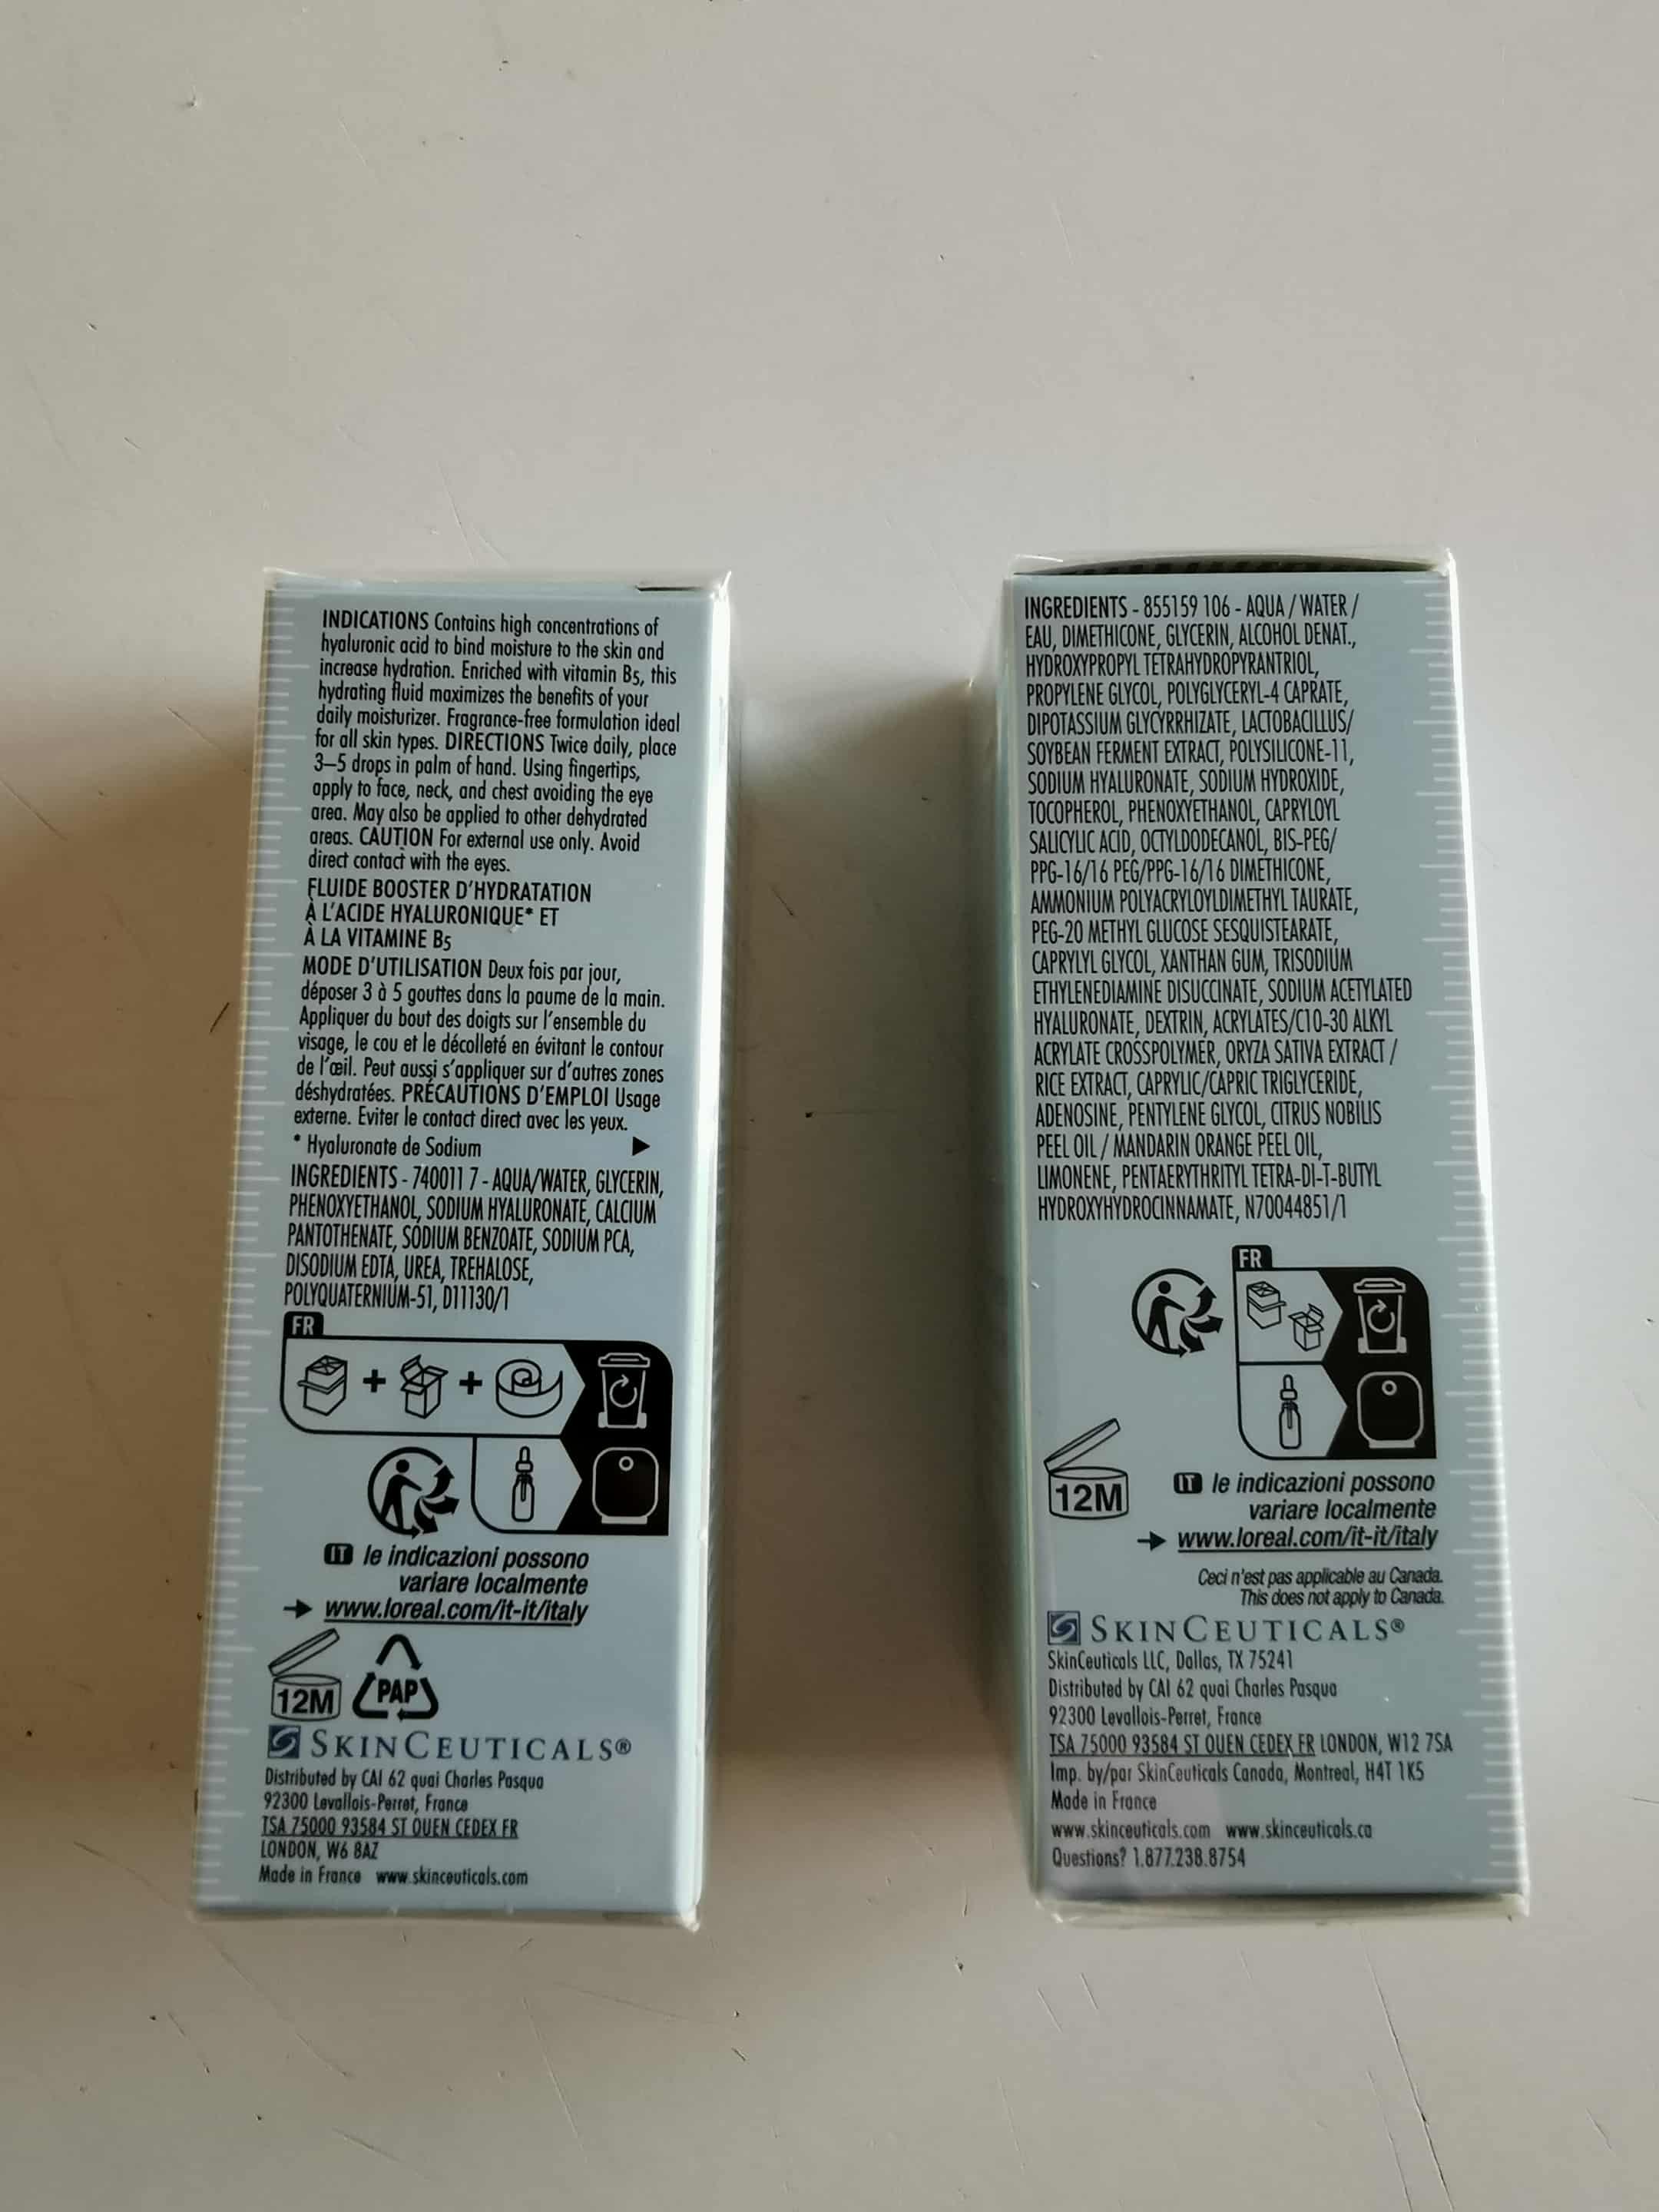 INDICATIONS Contains high concentrations of
hyaluronic acid to bind moisture to the skin and
increase hydration. Enriched with vitamin B5, this
hydrating fluid maximizes the benefits of your
daily moisturizer. Fragrance-free formulation ideal
for all skin types. DIRECTIONS Twice daily, place
3–5 drops in palm of hand. Using fingertips,
apply to face, neck, and chest avoiding the eye
area. May also be applied to other dehydrated
areas. CAUTION For external use only. Avoid
direct contact with the eyes.
FLUIDE BOOSTER D'HYDRATATION
À L'ACIDE HYALURONIQUE* ET
À LA VITAMINE B5
MODE D'UTILISATION Deux fois par jour,
déposer 3 à 5 gouttes dans la paume de la main.
Appliquer du bout des doigts sur l'ensemble du
visage, le cou et le décolleté en évitant le contour
de l'œil. Peut aussi s'appliquer sur d'autres zones
déshydratées. PRÉCAUTIONS D'EMPLOI Usage
externe. Eviter le contact direct avec les yeux.
* Hyaluronate de Sodium
INGREDIENTS - 740011 7 - AQUA/WATER, GLYCERIN,
PHENOXYETHANOL, SODIUM HYALURONATE, CALCIUM
PANTOTHENATE, SODIUM BENZOATE, SODIUM PCA,
DISODIUM EDTA, UREA, TREHALOSE,
POLYQUATERNIUM-51, D11130/1
FR
+ +
IT le indicazioni possono
variare localmente
→ www.loreal.com/it-it/italy
12M PAP
SKINCEUTICALS®
Distributed by CAI 62 quai Charles Pasqua
92300 Levallois-Perret, France
TSA 75000 93584 ST OUEN CEDEX FR
LONDON, W6 8AZ
Made in France www.skinceuticals.com
INGREDIENTS - 855159 106 - AQUA / WATER /
EAU, DIMETHICONE, GLYCERIN, ALCOHOL DENAT.,
HYDROXYPROPYL TETRAHYDROPYRANTRIOL,
PROPYLENE GLYCOL, POLYGLYCERYL-4 CAPRATE,
DIPOTASSIUM GLYCYRRHIZATE, LACTOBACILLUS/
SOYBEAN FERMENT EXTRACT, POLYSILICONE-11,
SODIUM HYALURONATE, SODIUM HYDROXIDE,
TOCOPHEROL, PHENOXYETHANOL, CAPRYLOYL
SALICYLIC ACID, OCTYLDODECANOL, BIS-PEG/
PPG-16/16 PEG/PPG-16/16 DIMETHICONE,
AMMONIUM POLYACRYLOYLDIMETHYL TAURATE,
PEG-20 METHYL GLUCOSE SESQUISTEARATE,
CAPRYLYL GLYCOL, XANTHAN GUM, TRISODIUM
ETHYLENEDIAMINE DISUCCINATE, SODIUM ACETYLATED
HYALURONATE, DEXTRIN, ACRYLATES/C10-30 ALKYL
ACRYLATE CROSSPOLYMER, ORYZA SATIVA EXTRACT /
RICE EXTRACT, CAPRYLIC/CAPRIC TRIGLYCERIDE,
ADENOSINE, PENTYLENE GLYCOL, CITRUS NOBILIS
PEEL OIL / MANDARIN ORANGE PEEL OIL,
LIMONENE, PENTAERYTHRITYL TETRA-DI-T-BUTYL
HYDROXYHYDROCINNAMATE, N70044851/1
FR
12M
IT le indicazioni possono
variare localmente
→ www.loreal.com/it-it/italy
Ceci n'est pas applicable au Canada.
This does not apply to Canada.
SKINCEUTICALS®
SkinCeuticals LLC, Dallas, TX 75241
Distributed by CAI 62 quai Charles Pasqua
92300 Levallois-Perret, France
TSA 75000 93584 ST OUEN CEDEX FR LONDON, W12 7SA
Imp. by/par SkinCeuticals Canada, Montreal, H4T 1K5
Made in France
www.skinceuticals.com www.skinceuticals.ca
Questions? 1.877.238.8754